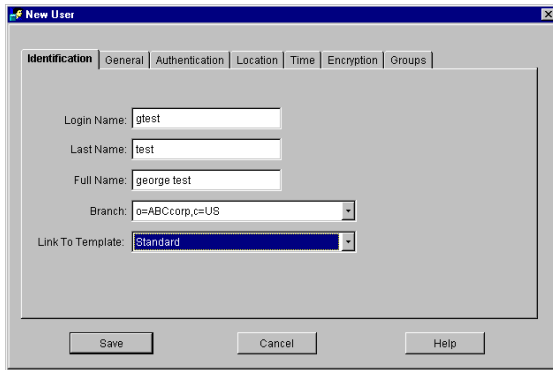 New User
Identification General Authentication Location Time Encryption Groups
Login Name: gtest
Last Name: test
Full Name: george test
Branch: o=ABCcorp,c=US
Link To Template: Standard
Save Cancel Help